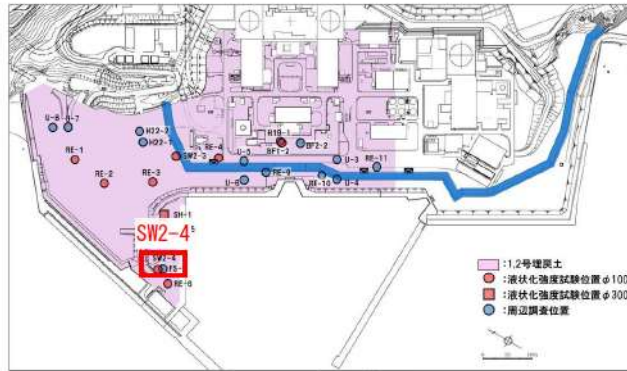 U-8
U-7
H22-2
H22-1
RE-1
SW2-3
RE-4
H19-1
BF1-2
BF2-2
U-5
U-3
RE-11
RE-2
RE-3
U-6
RE-9
RE-10
U-4
SH-1
SW2-4
SW2-4
RE-6
:1,2号埋戻土
:液状化強度試験位置φ100
:液状化強度試験位置φ300
:周辺調査位置